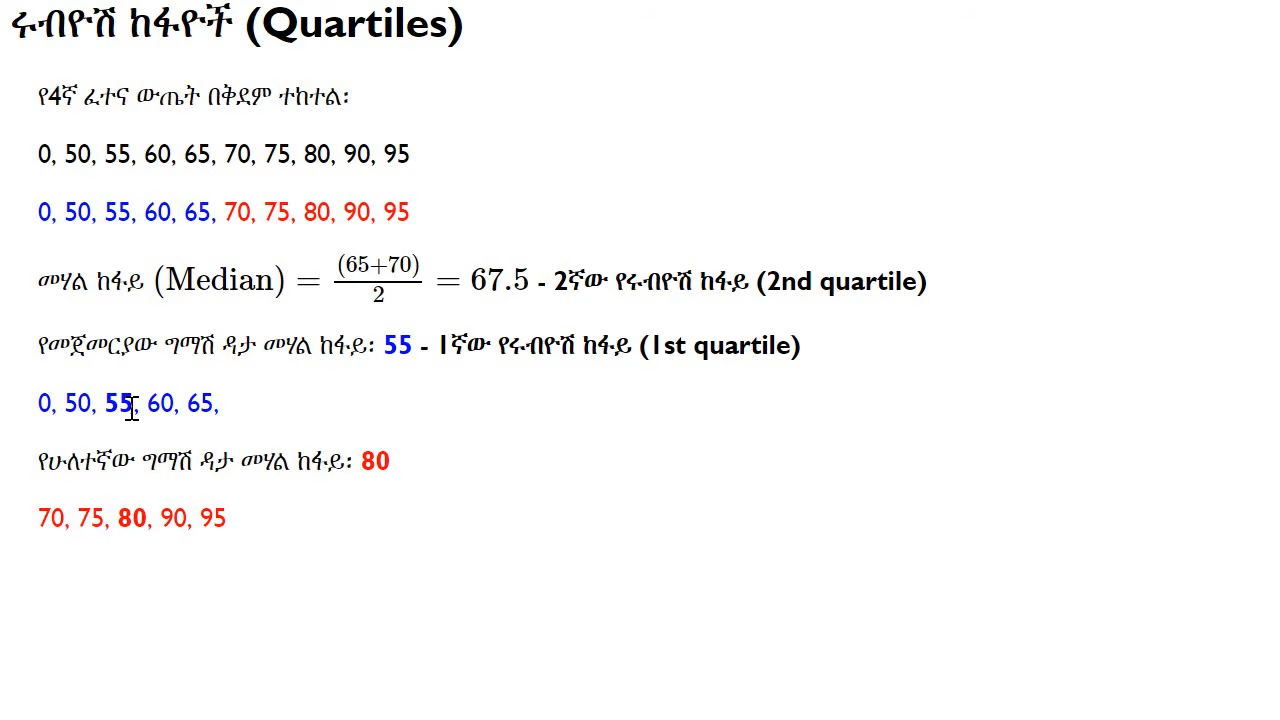 ሩብዮሽ ከፋዮች (Quartiles)
የ4ኛ ፈተና ውጤት በቅደም ተከተል፡
0, 50, 55, 60, 65, 70, 75, 80, 90, 95
0, 50, 55, 60, 65, 70, 75, 80, 90, 95
መሃል ከፋይ (Median) = (65+70)/2 = 67.5 - 2ኛው የሩብዮሽ ከፋይ (2nd quartile)
የመጀመርያው ግማሽ ዳታ መሃል ከፋይ፡ 55 - 1ኛው የሩብዮሽ ከፋይ (1st quartile)
0, 50, 55, 60, 65,
የሁለተኛው ግማሽ ዳታ መሃል ከፋይ፡ 80
70, 75, 80, 90, 95